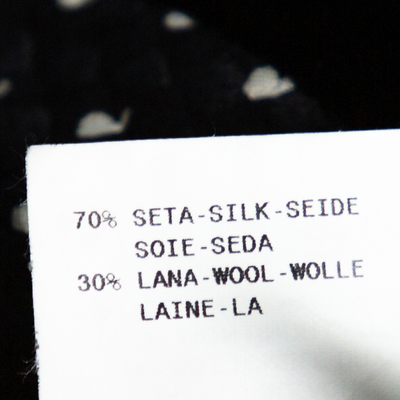 70% SETA-SILK-SEIDE
SOIE-SEDA
30% LANA-WOOL-WOLLE
LAINE-LA